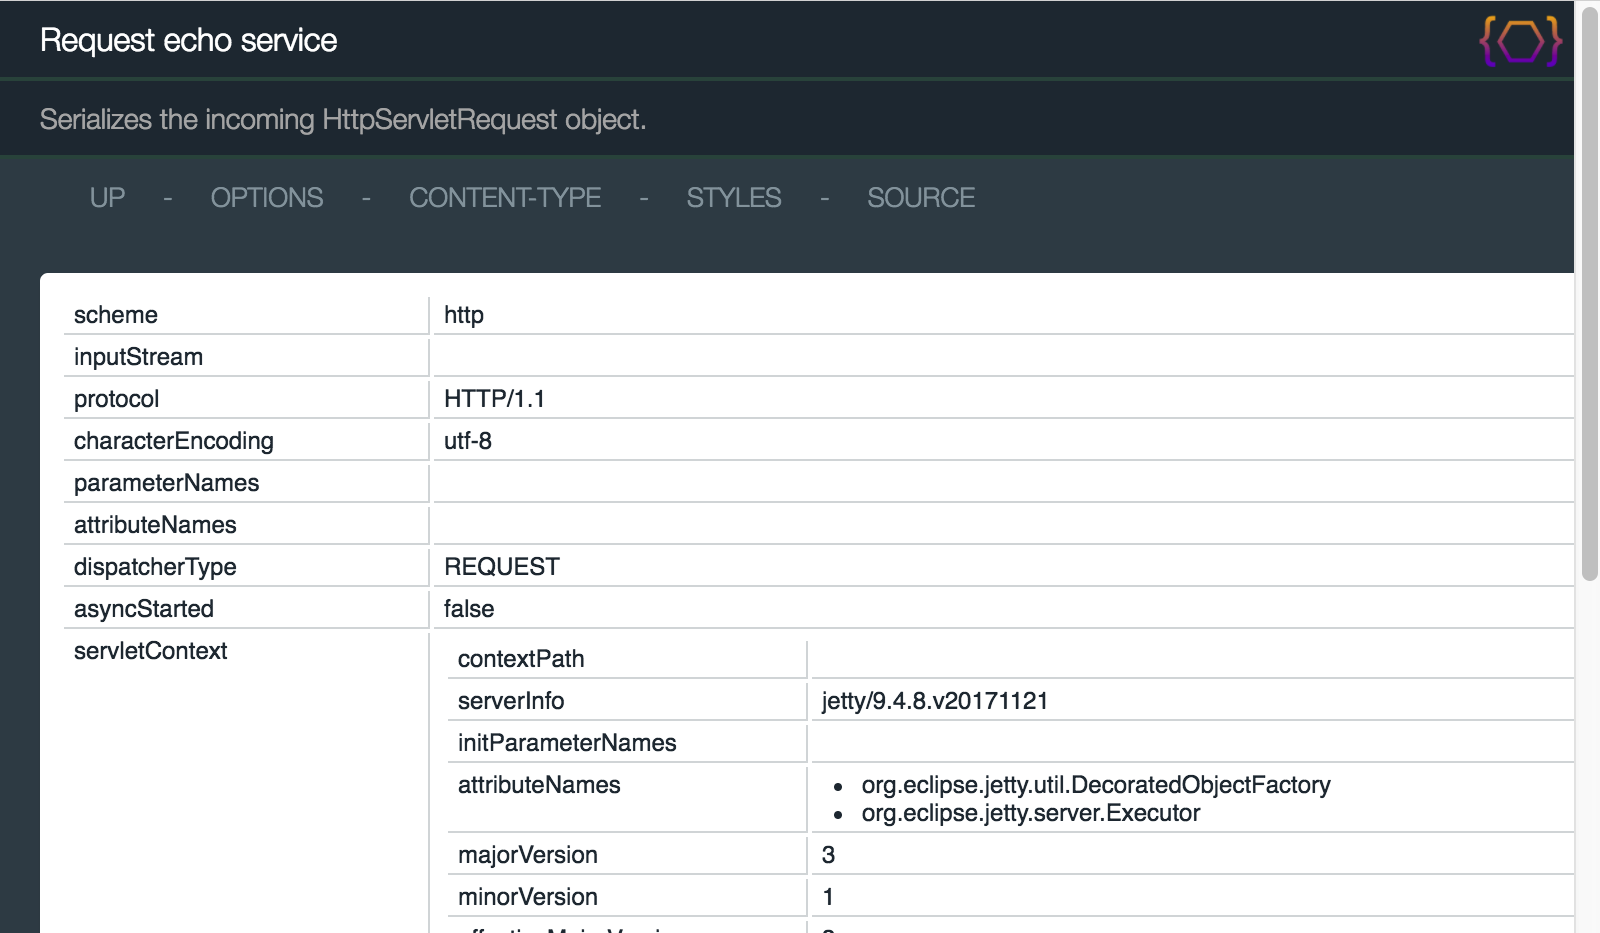 Request echo service
Serializes the incoming HttpServletRequest object.
UP - OPTIONS - CONTENT-TYPE - STYLES - SOURCE
scheme http
inputStream
protocol HTTP/1.1
characterEncoding utf-8
parameterNames
attributeNames
dispatcherType REQUEST
asyncStarted false
servletContext
contextPath
serverInfo jetty/9.4.8.v20171121
initParameterNames
attributeNames
• org.eclipse.jetty.util.DecoratedObjectFactory
• org.eclipse.jetty.server.Executor
majorVersion 3
minorVersion 1